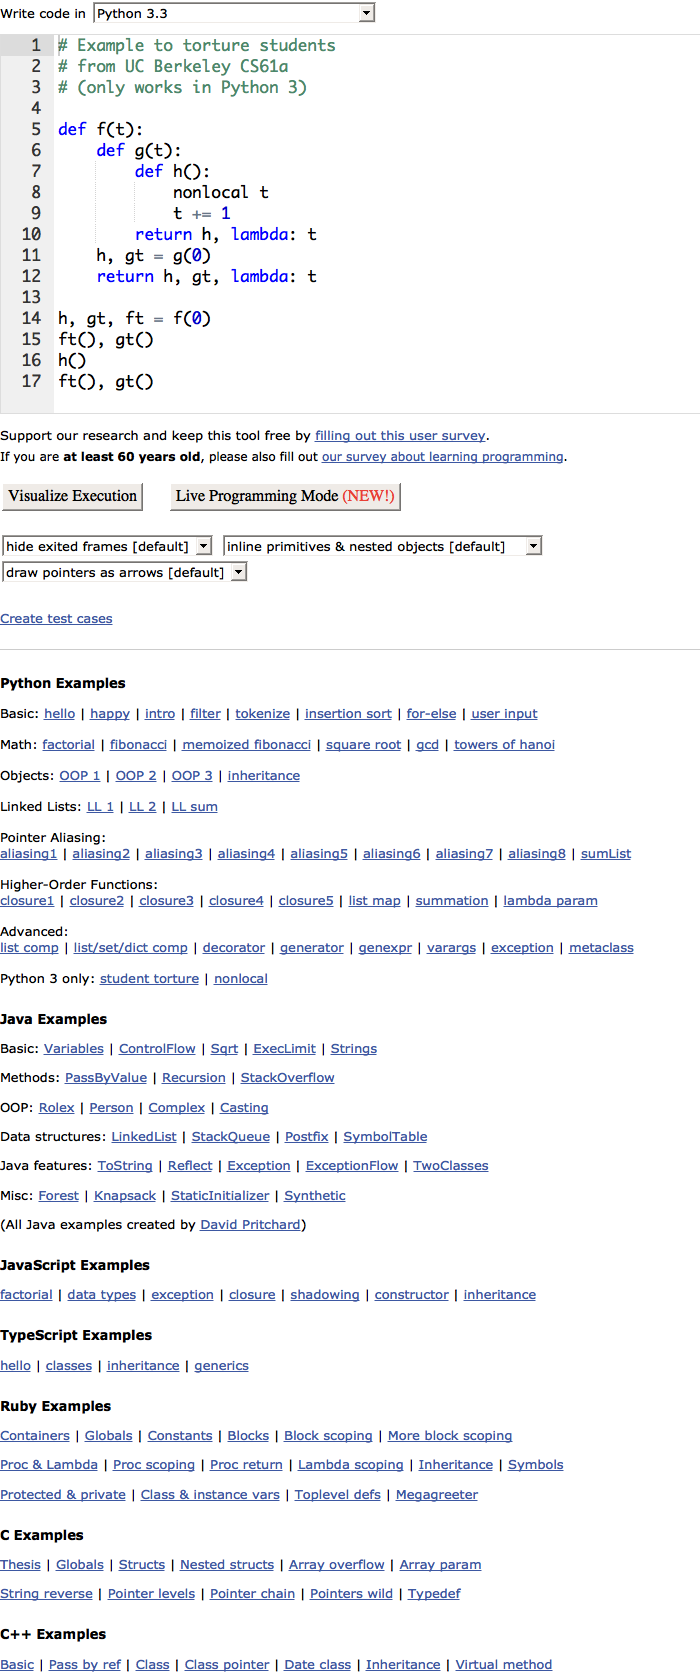 Write code in Python 3.3
1 # Example to torture students
2 # from UC Berkeley CS61a
3 # (only works in Python 3)
4
5 def f(t):
6     def g(t):
7         def h():
8             nonlocal t
9             t += 1
10         return h, lambda: t
11     h, gt = g(0)
12     return h, gt, lambda: t
13
14 h, gt, ft = f(0)
15 ft(), gt()
16 h()
17 ft(), gt()
Support our research and keep this tool free by filling out this user survey.
If you are at least 60 years old, please also fill out our survey about learning programming.
Visualize Execution Live Programming Mode (NEW!)
hide exited frames [default] inline primitives & nested objects [default]
draw pointers as arrows [default]
Create test cases
Python Examples
Basic: hello | happy | intro | filter | tokenize | insertion sort | for-else | user input
Math: factorial | fibonacci | memoized fibonacci | square root | gcd | towers of hanoi
Objects: OOP 1 | OOP 2 | OOP 3 | inheritance
Linked Lists: LL 1 | LL 2 | LL sum
Pointer Aliasing:
aliasing1 | aliasing2 | aliasing3 | aliasing4 | aliasing5 | aliasing6 | aliasing7 | aliasing8 | sumList
Higher-Order Functions:
closure1 | closure2 | closure3 | closure4 | closure5 | list map | summation | lambda param
Advanced:
list comp | list/set/dict comp | decorator | generator | genexpr | varargs | exception | metaclass
Python 3 only: student torture | nonlocal
Java Examples
Basic: Variables | ControlFlow | Sqrt | ExecLimit | Strings
Methods: PassByValue | Recursion | StackOverflow
OOP: Rolex | Person | Complex | Casting
Data structures: LinkedList | StackQueue | Postfix | SymbolTable
Java features: ToString | Reflect | Exception | ExceptionFlow | TwoClasses
Misc: Forest | Knapsack | StaticInitializer | Synthetic
(All Java examples created by David Pritchard)
JavaScript Examples
factorial | data types | exception | closure | shadowing | constructor | inheritance
TypeScript Examples
hello | classes | inheritance | generics
Ruby Examples
Containers | Globals | Constants | Blocks | Block scoping | More block scoping
Proc & Lambda | Proc scoping | Proc return | Lambda scoping | Inheritance | Symbols
Protected & private | Class & instance vars | Toplevel defs | Megagreeter
C Examples
Thesis | Globals | Structs | Nested structs | Array overflow | Array param
String reverse | Pointer levels | Pointer chain | Pointers wild | Typedef
C++ Examples
Basic | Pass by ref | Class | Class pointer | Date class | Inheritance | Virtual method